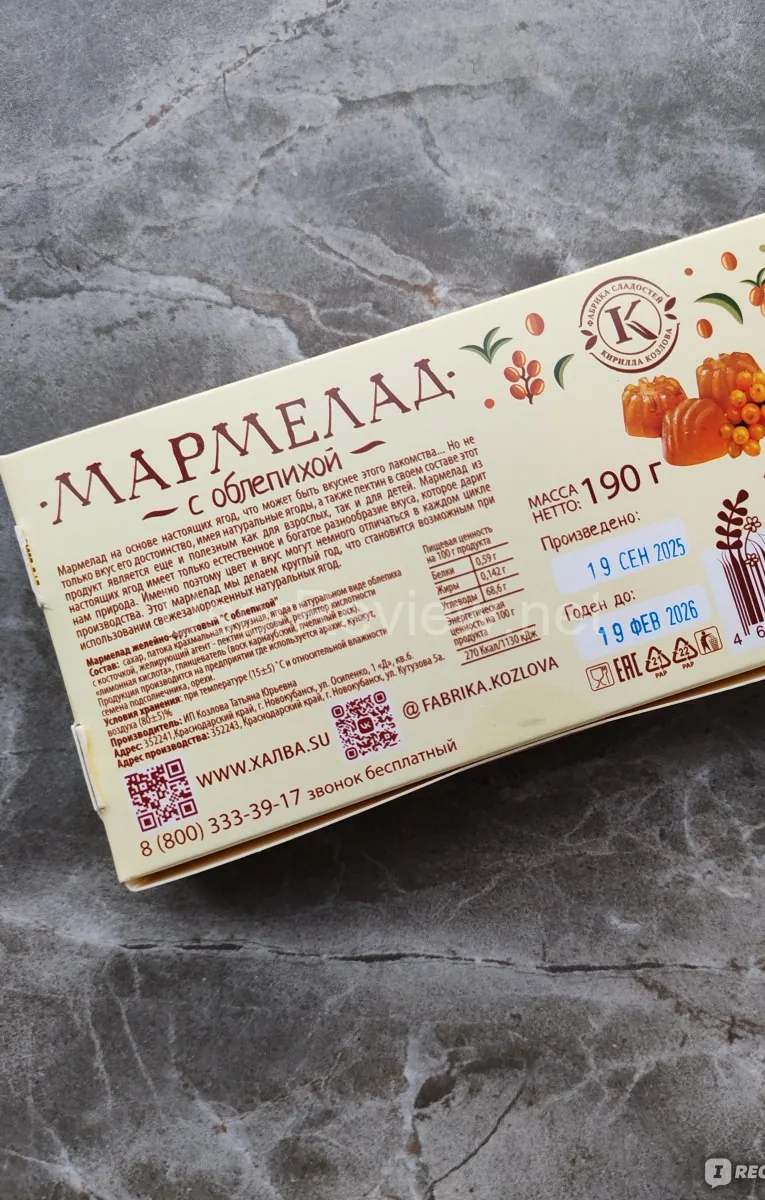 ·МАРМЕЛАД·
с облепихой
Мармелад на основе настоящих ягод, что может быть вкуснее этого лакомства... Но не
только вкус его достоинство, имея натуральные ягоды, а также пектин в своем составе этот
продукт является еще и полезным как для взрослых, так и для детей. Мармелад из
настоящих ягод имеет только естественное и богатое разнообразие вкуса, которое дарит
нам природа. Именно поэтому цвет и вкус могут немного отличаться в каждом цикле
производства. Этот мармелад мы делаем круглый год, что становится возможным при
использовании свежезамороженных натуральных ягод.
Мармелад желейно-фруктовый "С облепихой"
Состав: сахар, патока крахмальная кукурузная, ягода в натуральном виде облепиха
с косточкой, желирующий агент - пектин цитрусовый, регулятор кислотности
«лимонная кислота», глянцеватель (воск карнаубский, пчелиный воск).
Продукция производится на предприятии где используется арахис, кунжут,
семена подсолнечника, орехи.
Условия хранения: при температуре (15±5)°С и относительной влажности
воздуха (80±5)%
Производитель: ИП Козлова Татьяна Юрьевна
Адрес: 352241,Краснодарский край, г. Новокубанск, ул. Осипенко, 1 «Д», кв.6.
Адрес производства: 352243, Краснодарский край, г. Новокубанск, ул. Кутузова 5а.
Пищевая ценность
на 100 г продукта
Белки 0,59 г
Жиры 0,142 г
Углеводы 68,6 г
Энергетическая
ценность на 100 г
продукта
270 Ккал/1130 кДж
WWW.ХАЛВА.SU
@FABRIKA.KOZLOVA
8 (800) 333-39-17 звонок бесплатный
ФАБРИКА СЛАДОСТЕЙ
К
КИРИЛЛА КОЗЛОВА
МАССА
НЕТТО: 190 г
Произведено:
19 СЕН 2025
Годен до:
19 ФЕВ 2026
EAC
21
PAP
22
PAP
4 6